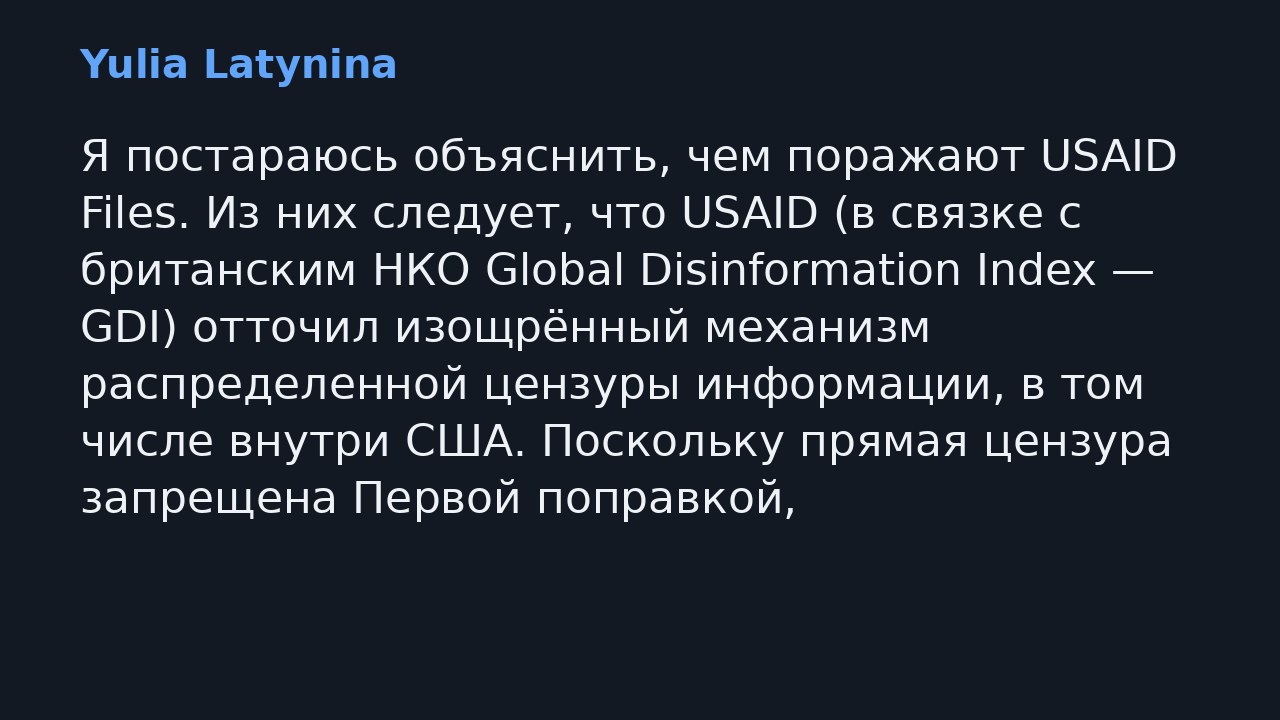 Yulia Latynina
Я постараюсь объяснить, чем поражают USAID
Files. Из них следует, что USAID (в связке с
британским НКО Global Disinformation Index —
GDI) отточил изощрённый механизм
распределенной цензуры информации, в том
числе внутри США. Поскольку прямая цензура
запрещена Первой поправкой,